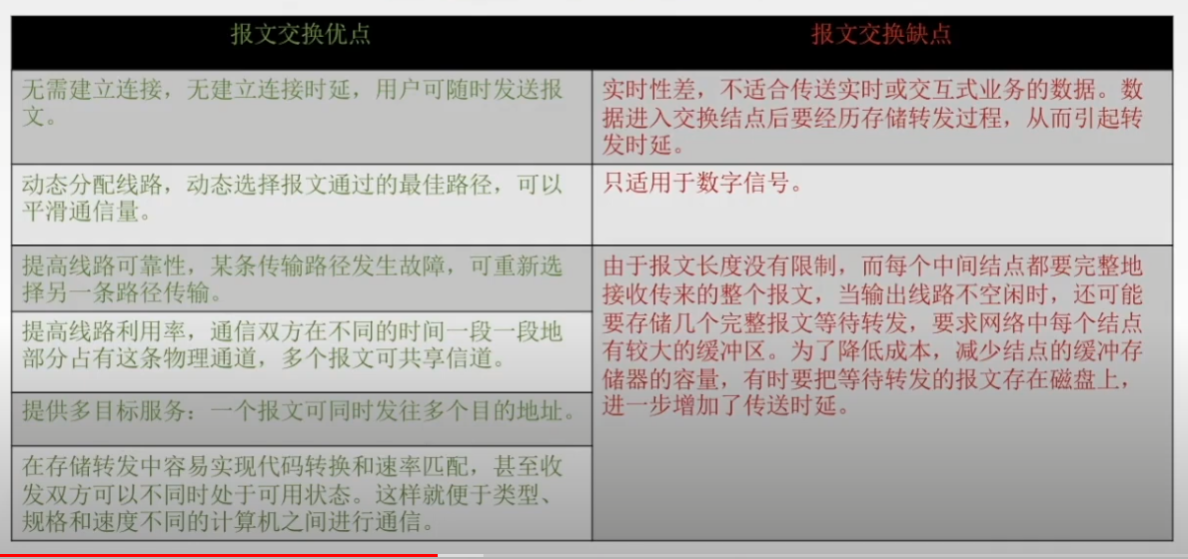 报文交换优点
报文交换缺点
无需建立连接，无建立连接时延，用户可随时发送报
文。
实时性差，不适合传送实时或交互式业务的数据。数
据进入交换结点后要经历存储转发过程，从而引起转
发时延。
动态分配线路，动态选择报文通过的最佳路径，可以
平滑通信量。
只适用于数字信号。
提高线路可靠性，某条传输路径发生故障，可重新选
择另一条路径传输。
提高线路利用率，通信双方在不同的时间一段一段地
部分占有这条物理通道，多个报文可共享信道。
提供多目标服务：一个报文可同时发往多个目的地址。
在存储转发中容易实现代码转换和速率匹配，甚至收
发双方可以不同时处于可用状态。这样就便于类型、
规格和速度不同的计算机之间进行通信。
由于报文长度没有限制，而每个中间结点都要完整地
接收传来的整个报文，当输出线路不空闲时，还可能
要存储几个完整报文等待转发，要求网络中每个结点
有较大的缓冲区。为了降低成本，减少结点的缓冲存
储器的容量，有时要把等待转发的报文存在磁盘上，
进一步增加了传送时延。